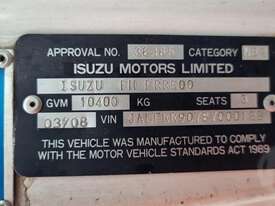 APPROVAL NO. CATEGORY
ISUZU MOTORS LIMITED
ISUZU
GVM 10400 KG SEATS 3
03/08 VIN
THIS VEHICLE WAS MANUFACTURED TO COMPLY
WITH THE MOTOR VEHICLE STANDARDS ACT 1989